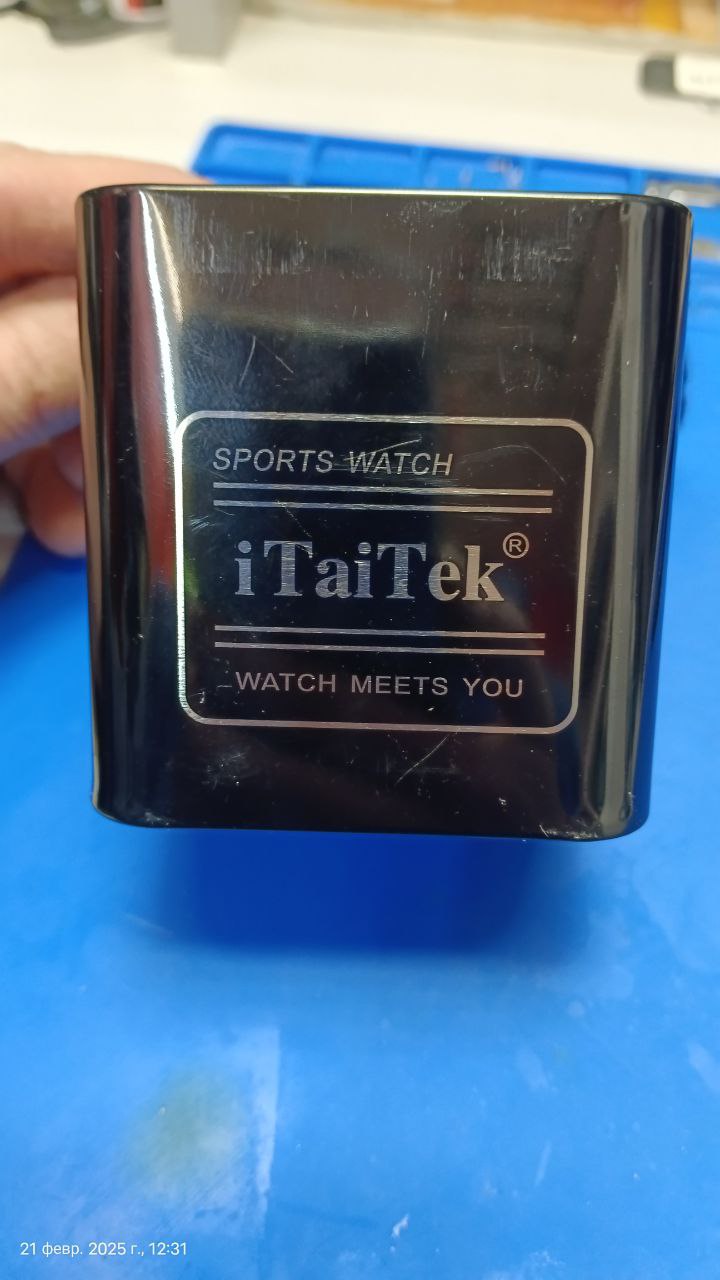 SPORTS WATCH
iTaiTek®
WATCH MEETS YOU
21 февр. 2025 г., 12:31